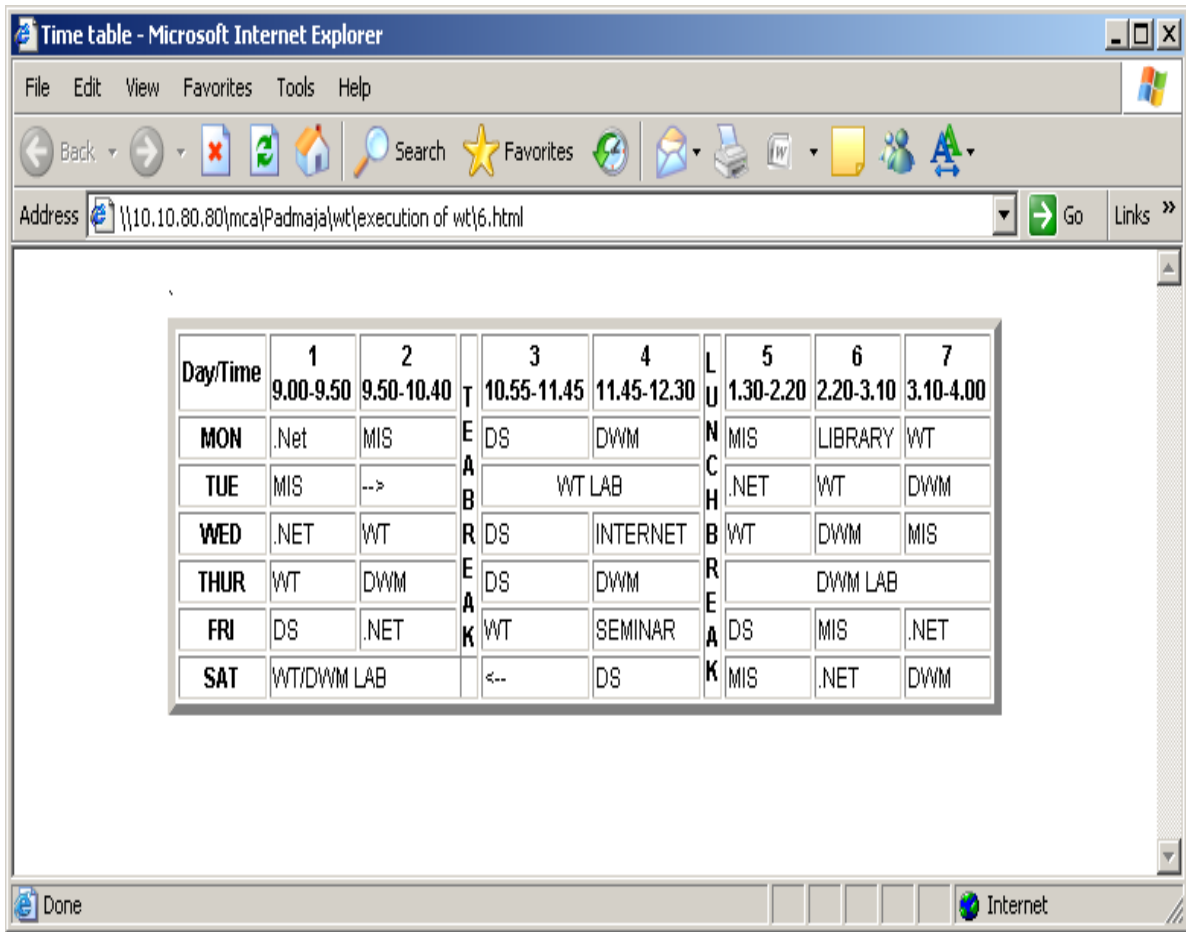 Time table - Microsoft Internet Explorer
File Edit View Favorites Tools Help
Back Search Favorites
Address \\10.10.80.80\mca\Padmaja\wt\execution of wt\6.html Go Links »
`
Day/Time 1 9.00-9.50 2 9.50-10.40 TEABREAK 3 10.55-11.45 4 11.45-12.30 LUNCHBREAK 5 1.30-2.20 6 2.20-3.10 7 3.10-4.00
MON .Net MIS DS DWM MIS LIBRARY WT
TUE MIS --> WT LAB .NET WT DWM
WED .NET WT DS INTERNET WT DWM MIS
THUR WT DWM DS DWM DWM LAB
FRI DS .NET WT SEMINAR DS MIS .NET
SAT WT/DWM LAB <-- DS MIS .NET DWM
Done Internet